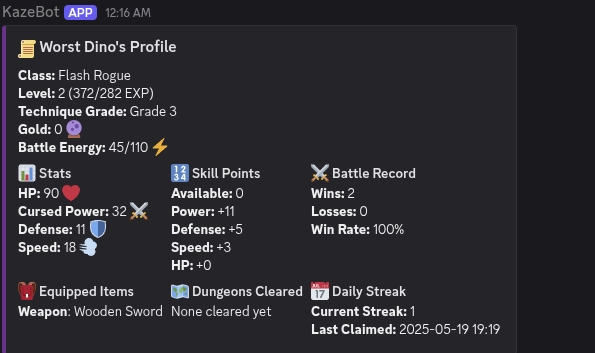 KazeBot APP 12:16 AM
Worst Dino's Profile
Class: Flash Rogue
Level: 2 (372/282 EXP)
Technique Grade: Grade 3
Gold: 0
Battle Energy: 45/110
Stats
HP: 90
Cursed Power: 32
Defense: 11
Speed: 18
Skill Points
Available: 0
Power: +11
Defense: +5
Speed: +3
HP: +0
Battle Record
Wins: 2
Losses: 0
Win Rate: 100%
Equipped Items
Weapon: Wooden Sword
Dungeons Cleared
None cleared yet
Daily Streak
Current Streak: 1
Last Claimed: 2025-05-19 19:19